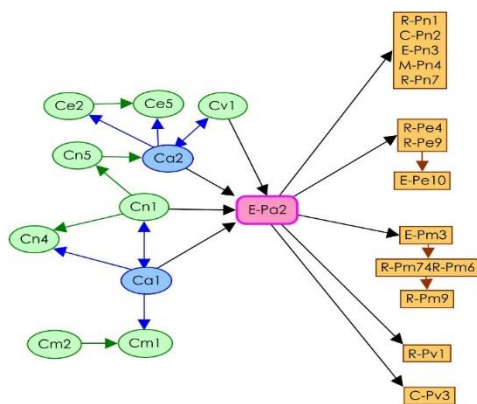 R-Pn1
C-Pn2
E-Pn3
M-Pn4
R-Pn7
Ce2
Ce5
Cv1
Cn5
Ca2
R-Pe4
R-Pe9
E-Pe10
Cn1
E-Pa2
Cn4
E-Pm3
Ca1
R-Pm74R-Pm6
R-Pm9
Cm2
Cm1
R-Pv1
C-Pv3